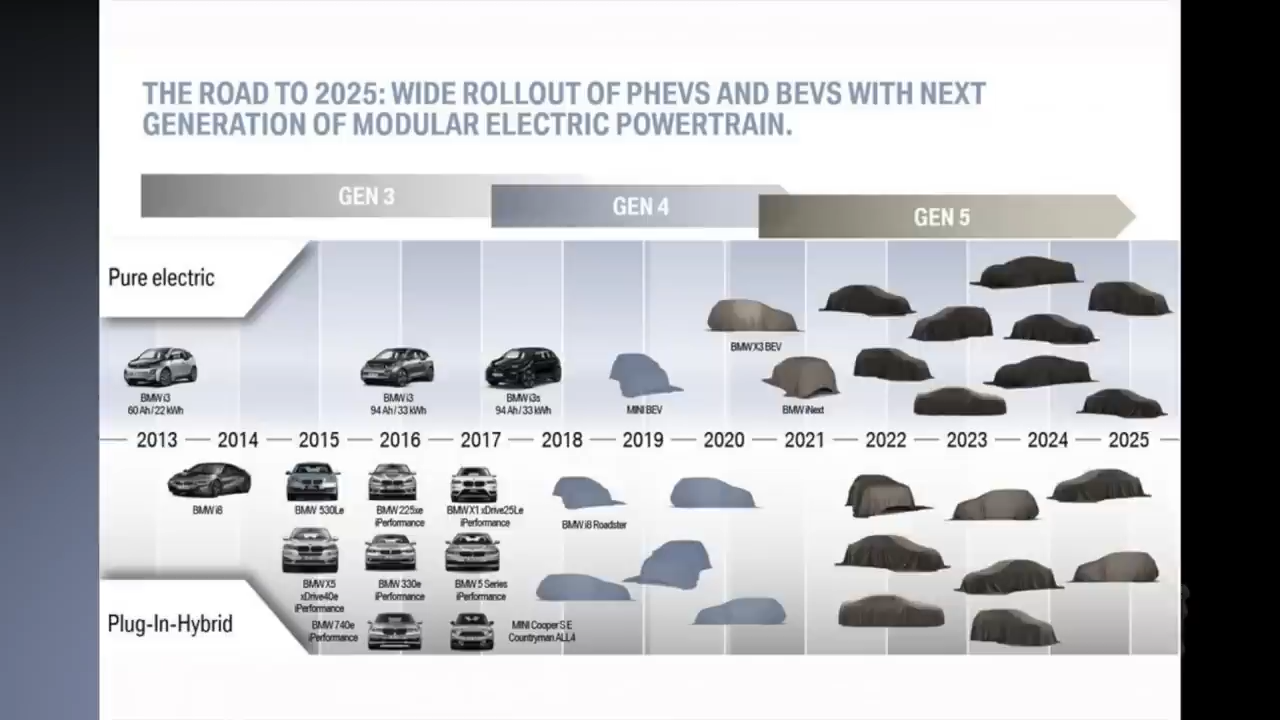 THE ROAD TO 2025: WIDE ROLLOUT OF PHEVS AND BEVS WITH NEXT
GENERATION OF MODULAR ELECTRIC POWERTRAIN.
GEN 3
GEN 4
GEN 5
Pure electric
BMW X3 BEV
BMW i3
60 Ah / 22 kWh
BMW i3
94 Ah / 33 kWh
BMW i3s
94 Ah / 33 kWh
MINI BEV
BMW iNext
2013 2014 2015 2016 2017 2018 2019 2020 2021 2022 2023 2024 2025
BMW i8
BMW 530Le
BMW 225xe
iPerformance
BMW X1 xDrive25Le
iPerformance
BMW i8 Roadster
BMW X5
xDrive40e
iPerformance
BMW 330e
iPerformance
BMW 5 Series
iPerformance
Plug-In-Hybrid
BMW 740e
iPerformance
MINI Cooper S E
Countryman ALL4